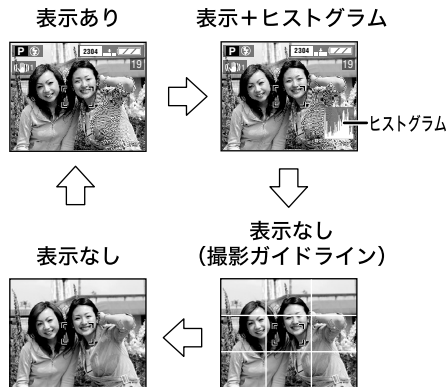 表示あり
表示＋ヒストグラム
P 2304
19
P 2304
19
ヒストグラム
表示なし
表示なし
（撮影ガイドライン）